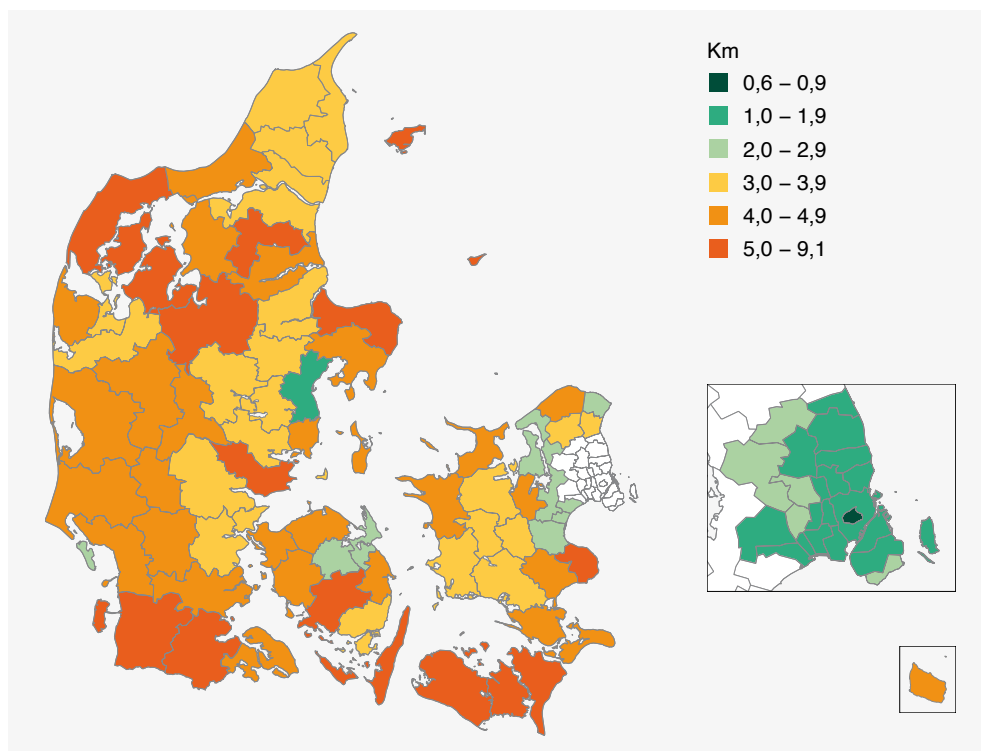 Km
0,6 – 0,9
1,0 – 1,9
2,0 – 2,9
3,0 – 3,9
4,0 – 4,9
5,0 – 9,1